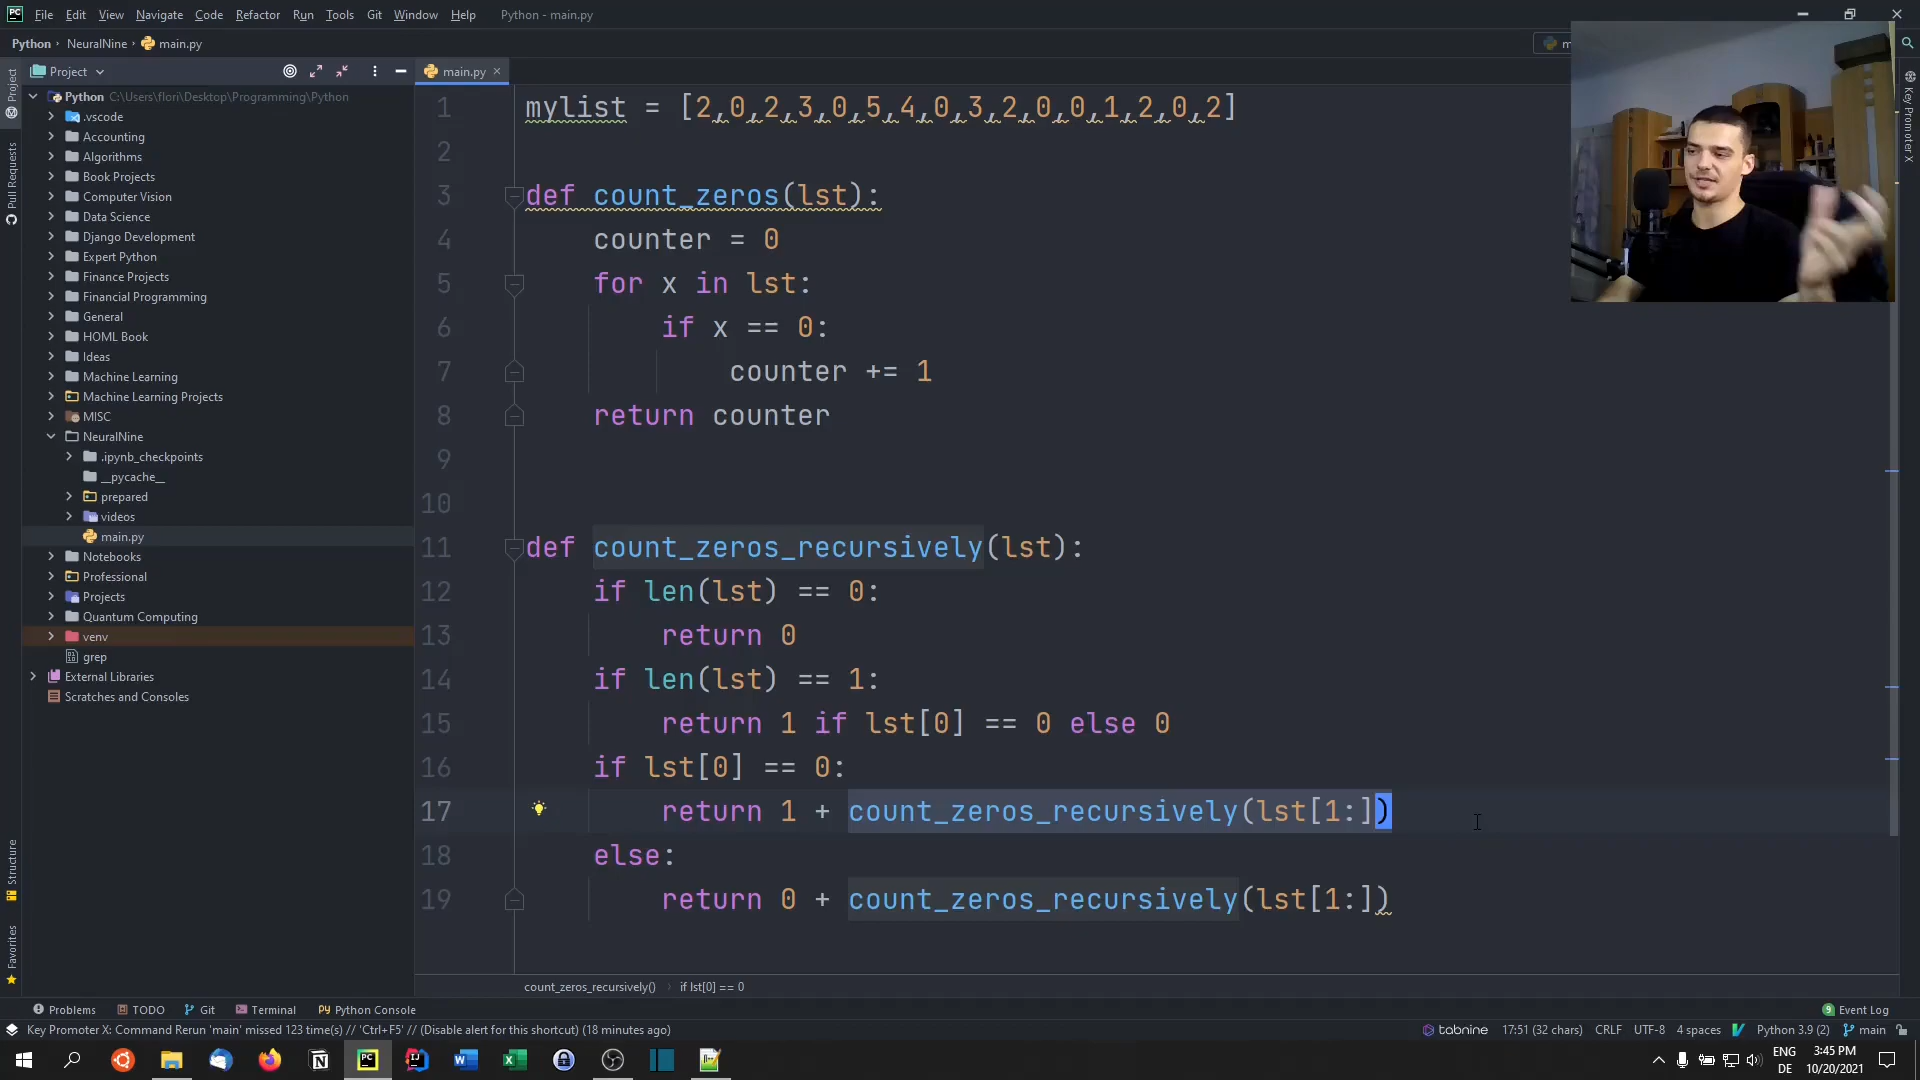 File Edit View Navigate Code Refactor Run Tools Git Window Help Python - main.py
Python NeuralNine main.py
Project main.py
Python C:\Users\flori\Desktop\Programming\Python
.vscode
Accounting
Algorithms
Book Projects
Computer Vision
Data Science
Django Development
Expert Python
Finance Projects
Financial Programming
General
HOML Book
Ideas
Machine Learning
Machine Learning Projects
MISC
NeuralNine
.ipynb_checkpoints
__pycache__
prepared
videos
main.py
Notebooks
Professional
Projects
Quantum Computing
venv
grep
External Libraries
Scratches and Consoles
Project
Pull Requests
Structure
Favorites
Key Promoter X
1 mylist = [2,0,2,3,0,5,4,0,3,2,0,0,1,2,0,2]
2
3 def count_zeros(lst):
4 counter = 0
5 for x in lst:
6 if x == 0:
7 counter += 1
8 return counter
9
10
11 def count_zeros_recursively(lst):
12 if len(lst) == 0:
13 return 0
14 if len(lst) == 1:
15 return 1 if lst[0] == 0 else 0
16 if lst[0] == 0:
17 return 1 + count_zeros_recursively(lst[1:])
18 else:
19 return 0 + count_zeros_recursively(lst[1:])
count_zeros_recursively() if lst[0] == 0
Problems TODO Git Terminal Python Console Event Log
Key Promoter X: Command Rerun 'main' missed 123 time(s) // 'Ctrl+F5' // (Disable alert for this shortcut) (18 minutes ago) tabnine 17:51 (32 chars) CRLF UTF-8 4 spaces Python 3.9 (2) main
ENG 3:45 PM
DE 10/20/2021